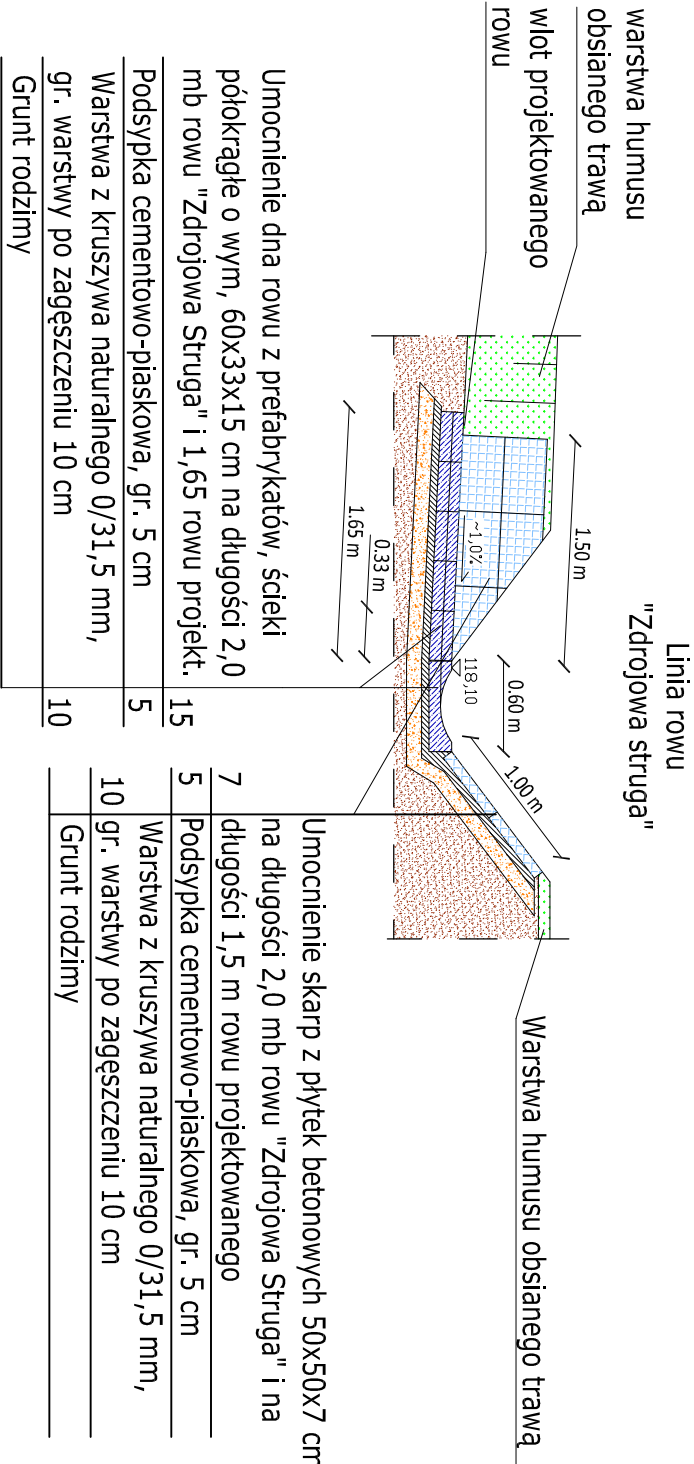 Linia rowu
"Zdrojowa struga"
warstwa humusu
obsianego trawą
wlot projektowanego
rowu
1.50 m
~1,0%
118,10
0.60 m
1.00 m
0.33 m
1.65 m
Warstwa humusu obsianego trawą
Umocnienie dna rowu z prefabrykatów, ścieki
półokrągłe o wym, 60x33x15 cm na długości 2,0
mb rowu "Zdrojowa Struga" i 1,65 rowu projekt. 15
Podsypka cementowo-piaskowa, gr. 5 cm 5
Warstwa z kruszywa naturalnego 0/31,5 mm,
gr. warstwy po zagęszczeniu 10 cm 10
Grunt rodzimy
Umocnienie skarp z płytek betonowych 50x50x7 cm
na długości 2,0 mb rowu "Zdrojowa Struga" i na
7 długości 1,5 m rowu projektowanego
5 Podsypka cementowo-piaskowa, gr. 5 cm
Warstwa z kruszywa naturalnego 0/31,5 mm,
10 gr. warstwy po zagęszczeniu 10 cm
Grunt rodzimy